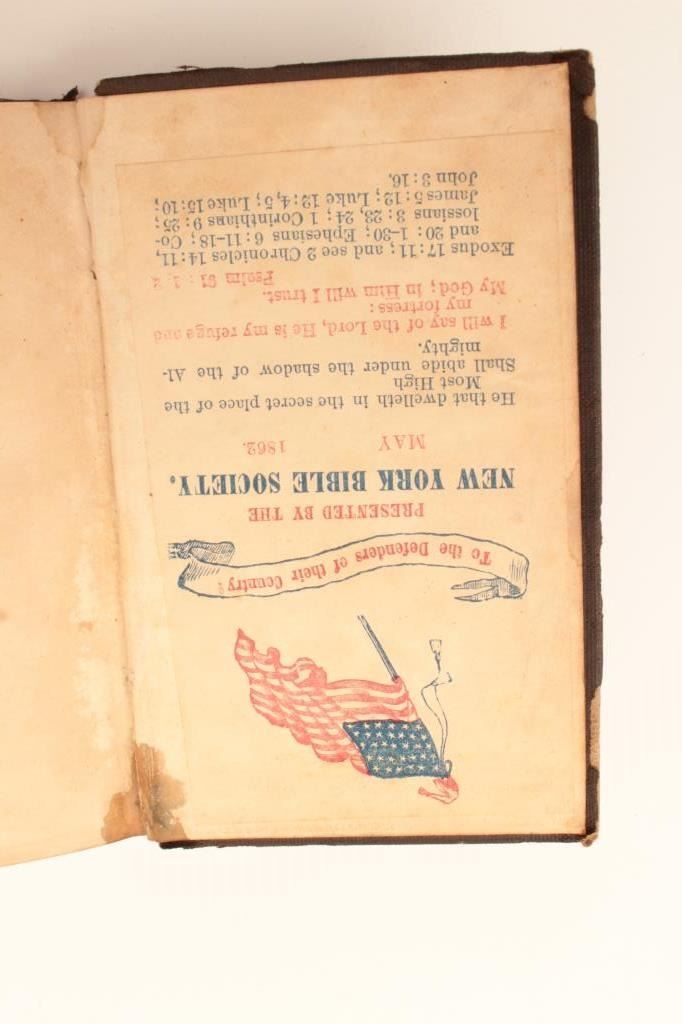 To the Defenders of their Country!
PRESENTED BY THE
NEW YORK BIBLE SOCIETY.
MAY 1862.
He that dwelleth in the secret place of the
Most High
Shall abide under the shadow of the Al-
mighty.
I will say of the Lord, He is my refuge and
my fortress:
My God; in Him will I trust.
Psalm 91: 1, 2
Exodus 17:11; and see 2 Chronicles 14:11,
and 20:1-30; Ephesians 6:11-18; Co-
lossians 3:23, 24; 1 Corinthians 9:25;
James 5:12; Luke 12:4,5; Luke 15:10;
John 3:16.